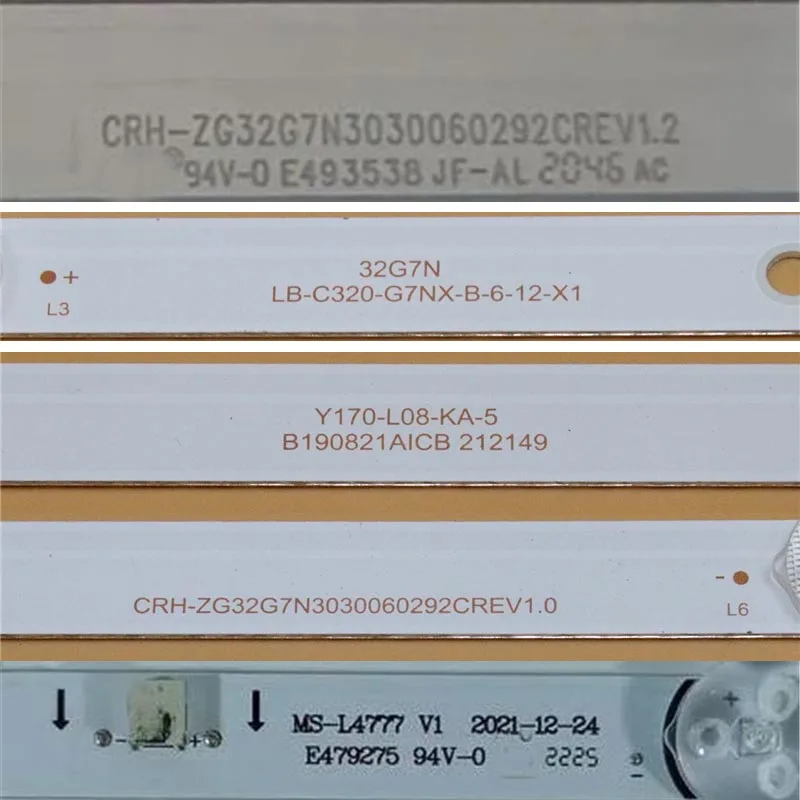 CRH-ZG32G7N3030060292CREV1.2
94V-0 E493538 JF-AL 2046 AC
32G7N
+
LB-C320-G7NX-B-6-12-X1
L3
Y170-L08-KA-5
B190821AICB 212149
-
CRH-ZG32G7N3030060292CREV1.0
L6
+
MS-L4777 V1 2021-12-24
- +
E479275 94V-0 2225
-